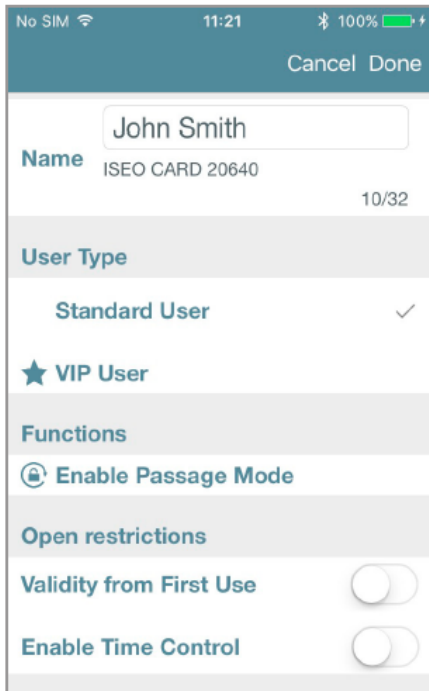 No SIM 11:21 100%
Cancel Done
John Smith
Name
ISEO CARD 20640
10/32
User Type
Standard User
VIP User
Functions
Enable Passage Mode
Open restrictions
Validity from First Use
Enable Time Control